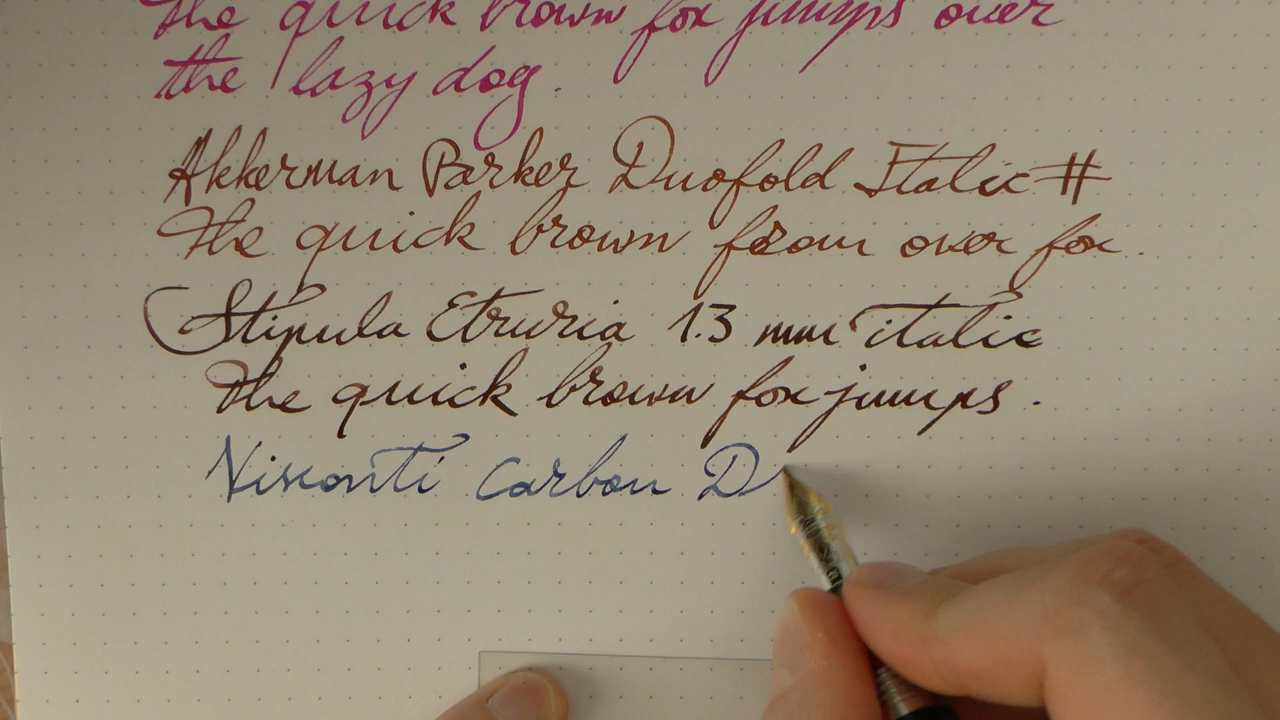 the quick brown fox jumps over
the lazy dog.
Akkerman Parker Duofold Italic #
The quick brown over fox.
Stipula Etruria 1.3 mm italic
The quick brown fox jumps.
Visconti Carbon D